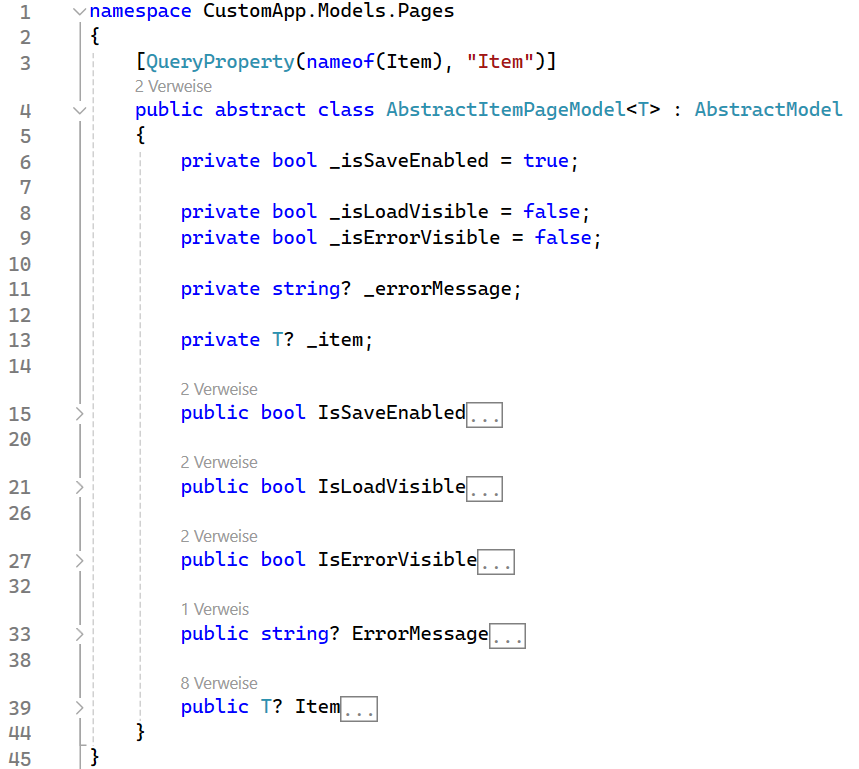 1 namespace CustomApp.Models.Pages
2 {
3 [QueryProperty(nameof(Item), "Item")]
2 Verweise
4 public abstract class AbstractItemPageModel<T> : AbstractModel
5 {
6 private bool _isSaveEnabled = true;
7
8 private bool _isLoadVisible = false;
9 private bool _isErrorVisible = false;
10
11 private string? _errorMessage;
12
13 private T? _item;
14
2 Verweise
15 public bool IsSaveEnabled...
20
2 Verweise
21 public bool IsLoadVisible...
26
2 Verweise
27 public bool IsErrorVisible...
32
1 Verweis
33 public string? ErrorMessage...
38
8 Verweise
39 public T? Item...
44 }
45 }